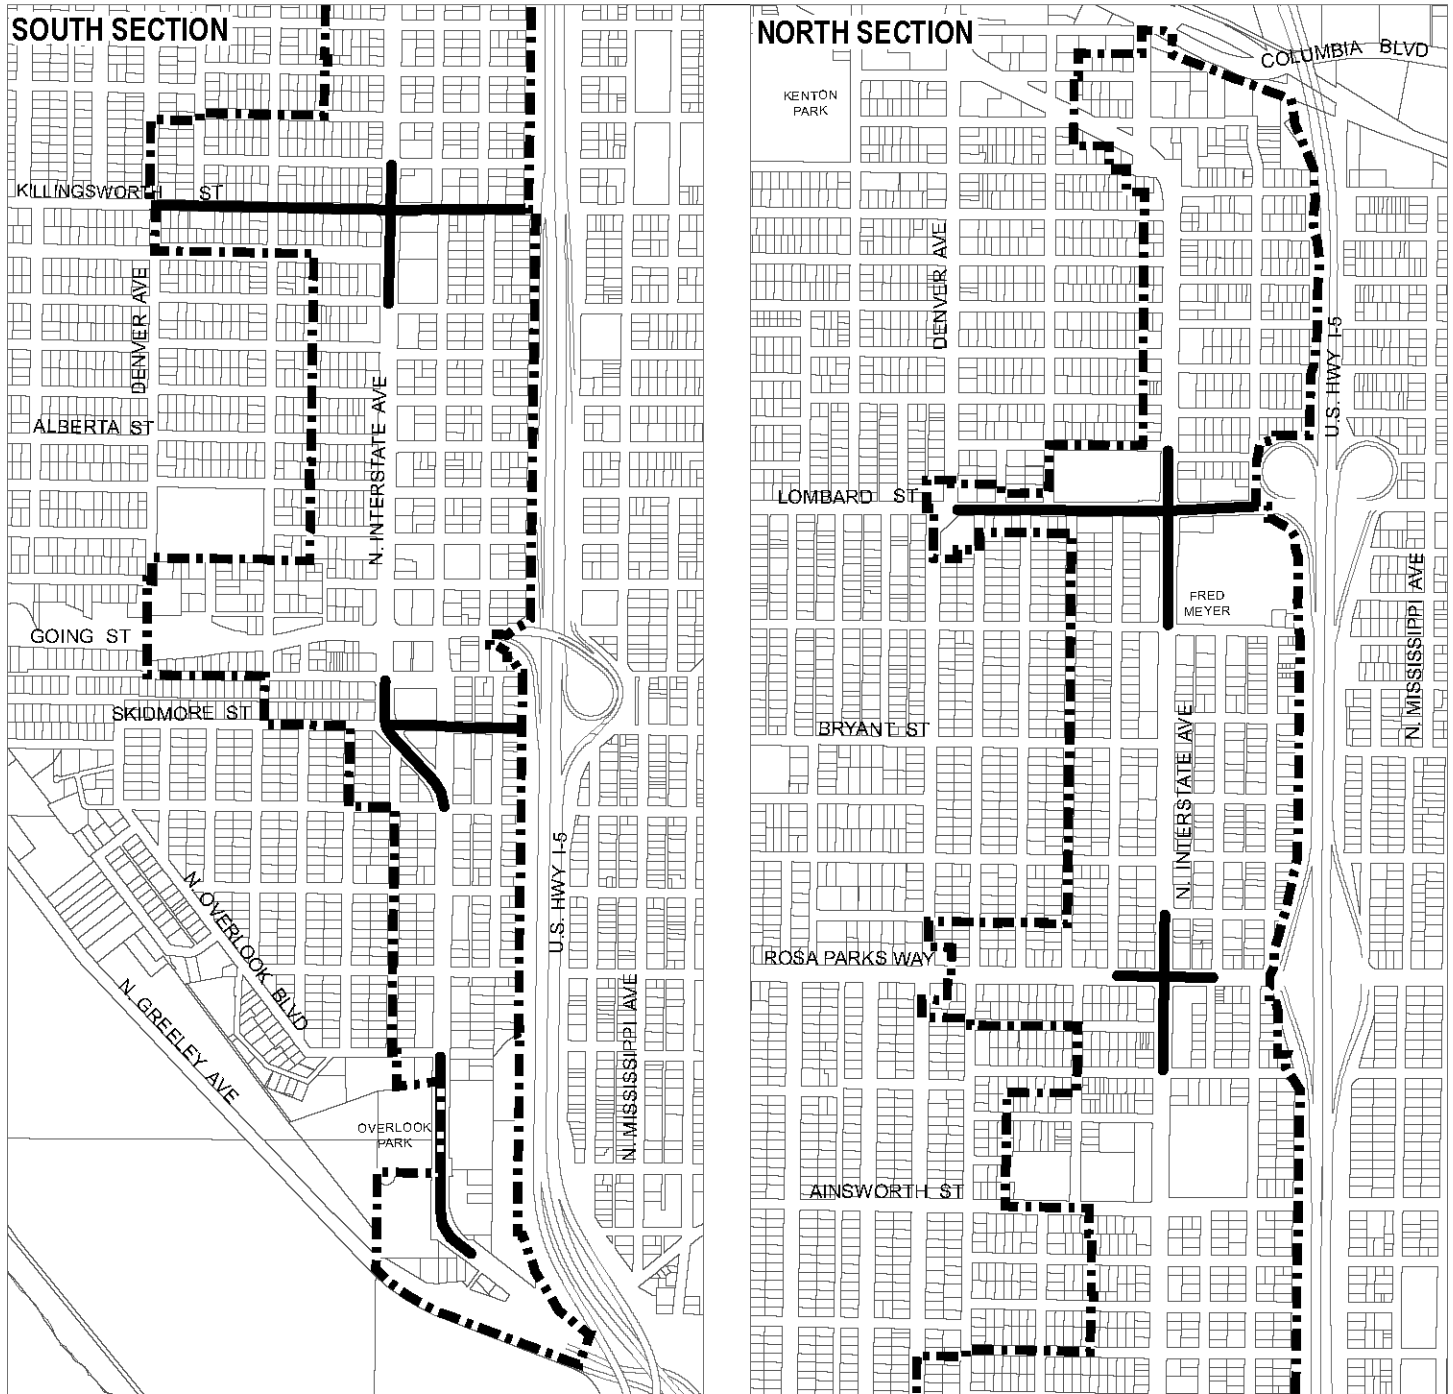 SOUTH SECTION
KILLINGSWORTH ST
DENVER AVE
ALBERTA ST
N. INTERSTATE AVE
GOING ST
SKIDMORE ST
N. OVERLOOK BLVD
U.S. HWY I-5
N. GREELEY AVE
N. MISSISSIPPI AVE
OVERLOOK
PARK
NORTH SECTION
COLUMBIA BLVD
KENTON
PARK
DENVER AVE
U.S. HWY I-5
LOMBARD ST
FRED
MEYER
N. MISSISSIPPI AVE
BRYANT ST
N. INTERSTATE AVE
ROSA PARKS WAY
AINSWORTH ST